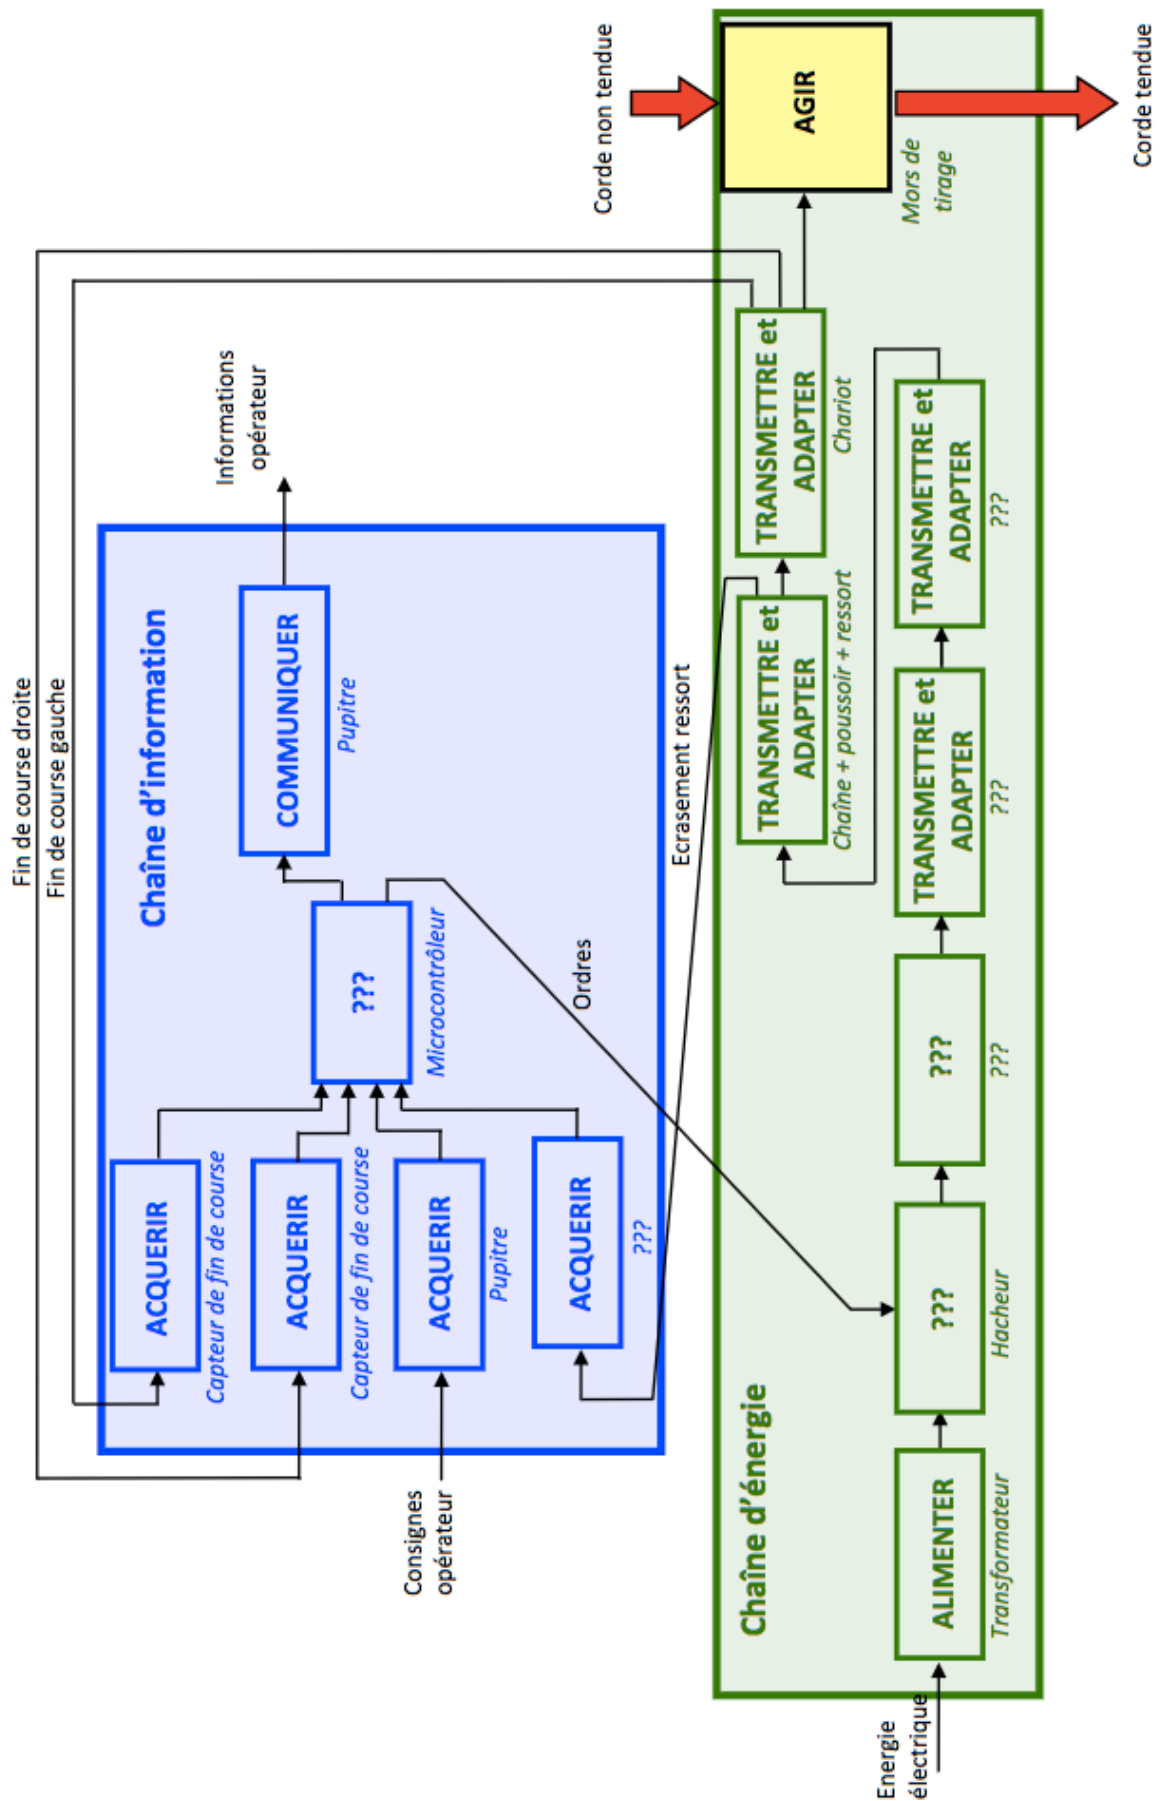 Fin de course droite
Fin de course gauche
Chaîne d'information
ACQUERIR
Capteur de fin de course
ACQUERIR
Capteur de fin de course
ACQUERIR
Pupitre
ACQUERIR
???
???
Microcontrôleur
COMMUNIQUER
Pupitre
Informations
opérateur
Consignes
opérateur
Ordres
Ecrasement ressort
Chaîne d'énergie
Energie
électrique
ALIMENTER
Transformateur
???
Hacheur
???
???
TRANSMETTRE et
ADAPTER
???
TRANSMETTRE et
ADAPTER
???
TRANSMETTRE et
ADAPTER
Chaîne + poussoir + ressort
TRANSMETTRE et
ADAPTER
Chariot
Corde non tendue
AGIR
Mors de
tirage
Corde tendue